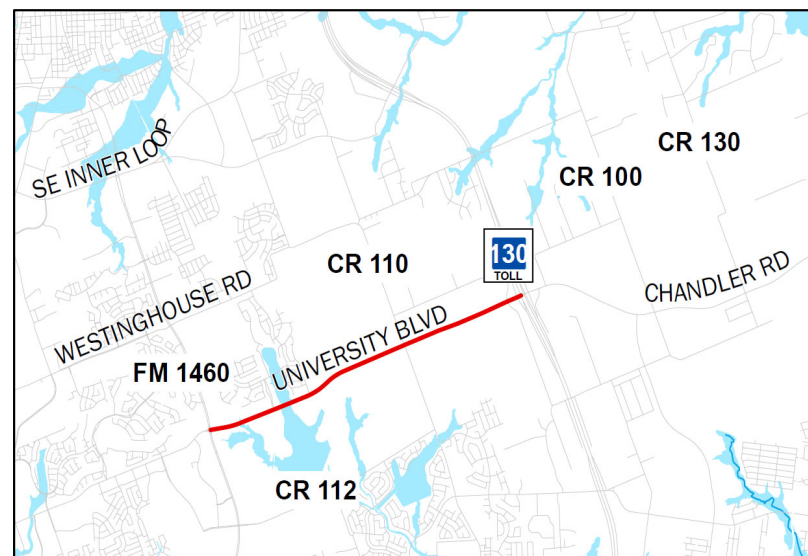 CR 130
SE INNER LOOP
CR 100
130
TOLL
CR 110
CHANDLER RD
WESTINGHOUSE RD
UNIVERSITY BLVD
FM 1460
CR 112